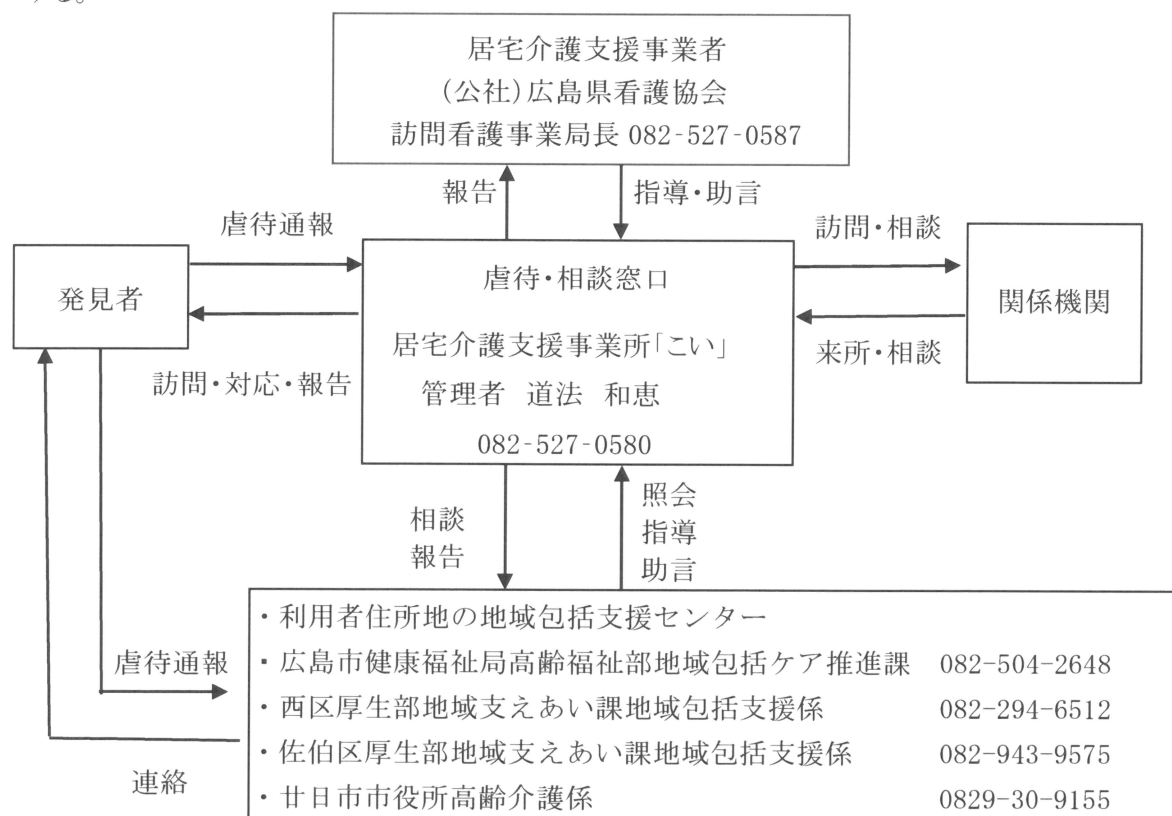 する。
居宅介護支援事業者
(公社)広島県看護協会
訪問看護事業局長 082-527-0587
報告
指導・助言
虐待通報
訪問・相談
発見者
虐待・相談窓口
居宅介護支援事業所「こい」
管理者 道法 和恵
082-527-0580
関係機関
訪問・対応・報告
来所・相談
相談
報告
照会
指導
助言
虐待通報
連絡
・利用者住所地の地域包括支援センター
・広島市健康福祉局高齢福祉部地域包括ケア推進課 082-504-2648
・西区厚生部地域支えあい課地域包括支援係 082-294-6512
・佐伯区厚生部地域支えあい課地域包括支援係 082-943-9575
・廿日市市役所高齢介護係 0829-30-9155